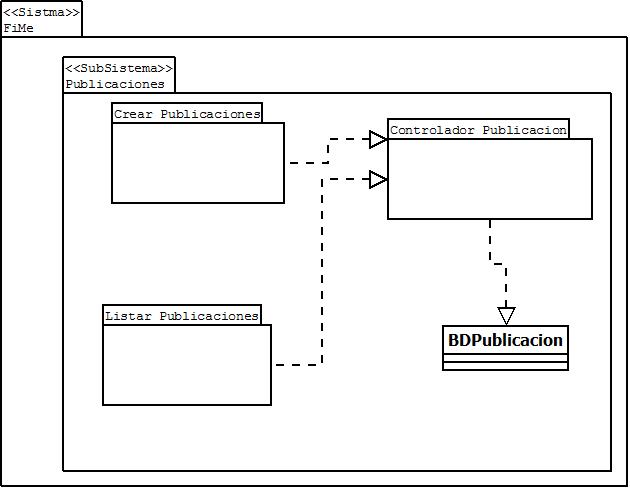 <<Sistma>>
FiMe
<<SubSistema>>
Publicaciones
Crear Publicaciones
Controlador Publicacion
Listar Publicaciones
BDPublicacion